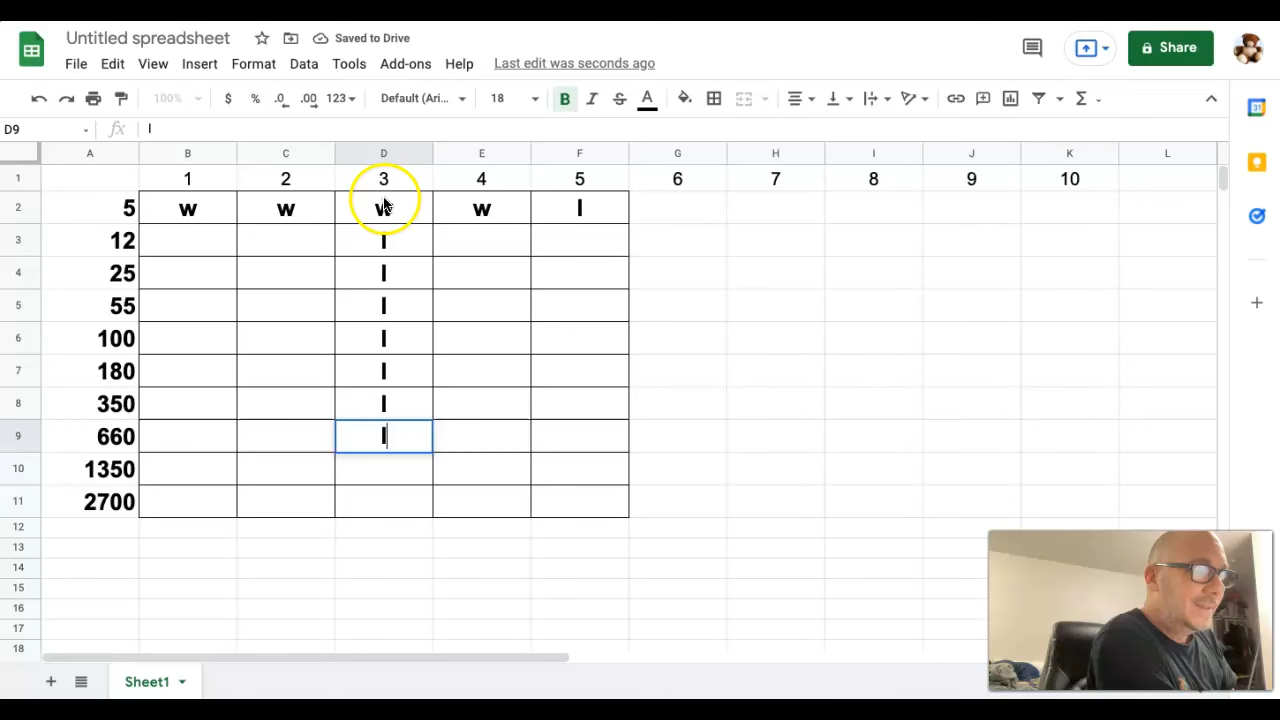 Untitled spreadsheet
Saved to Drive
File Edit View Insert Format Data Tools Add-ons Help Last edit was seconds ago
Share
100% $ % .0 .00 123 Default (Ari... 18 B I S A
D9 fx l
A B C D E F G H I J K L
1 1 2 3 4 5 6 7 8 9 10
2 5 w w w w l
3 12 l
4 25 l
5 55 l
6 100 l
7 180 l
8 350 l
9 660 l
10 1350
11 2700
12
13
14
15
16
17
18
Sheet1
31